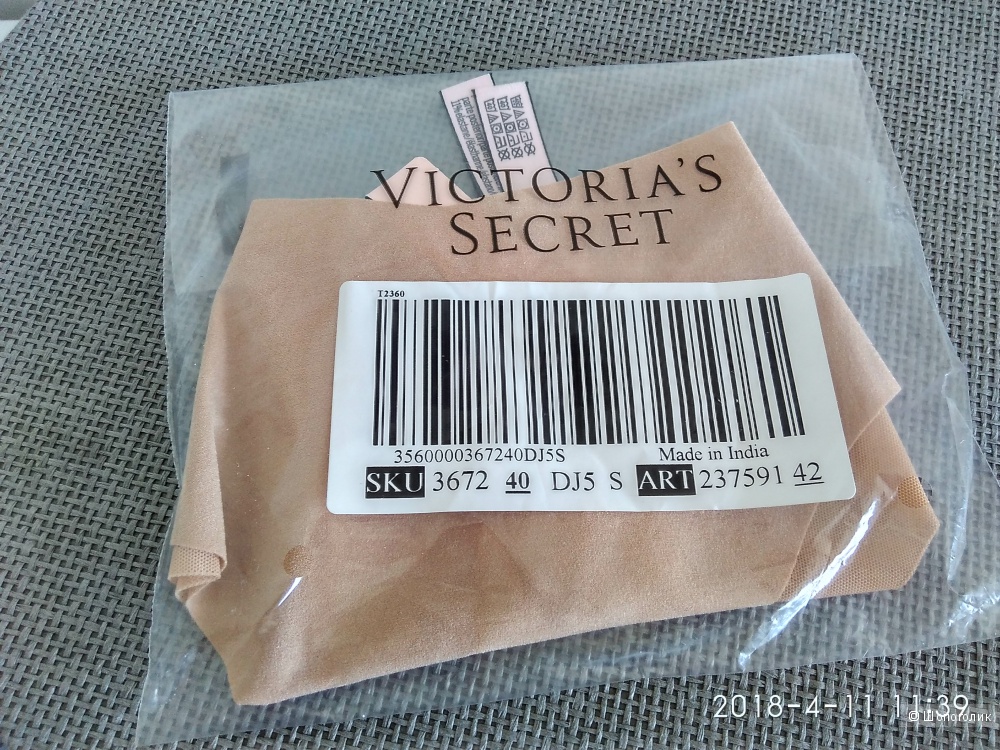 VICTORIA'S
SECRET
T2360
3560000367240DJ5S
Made in India
SKU 3672 40 DJ5 S ART 237591 42
2018-4-11 11:39
© Шопоголик